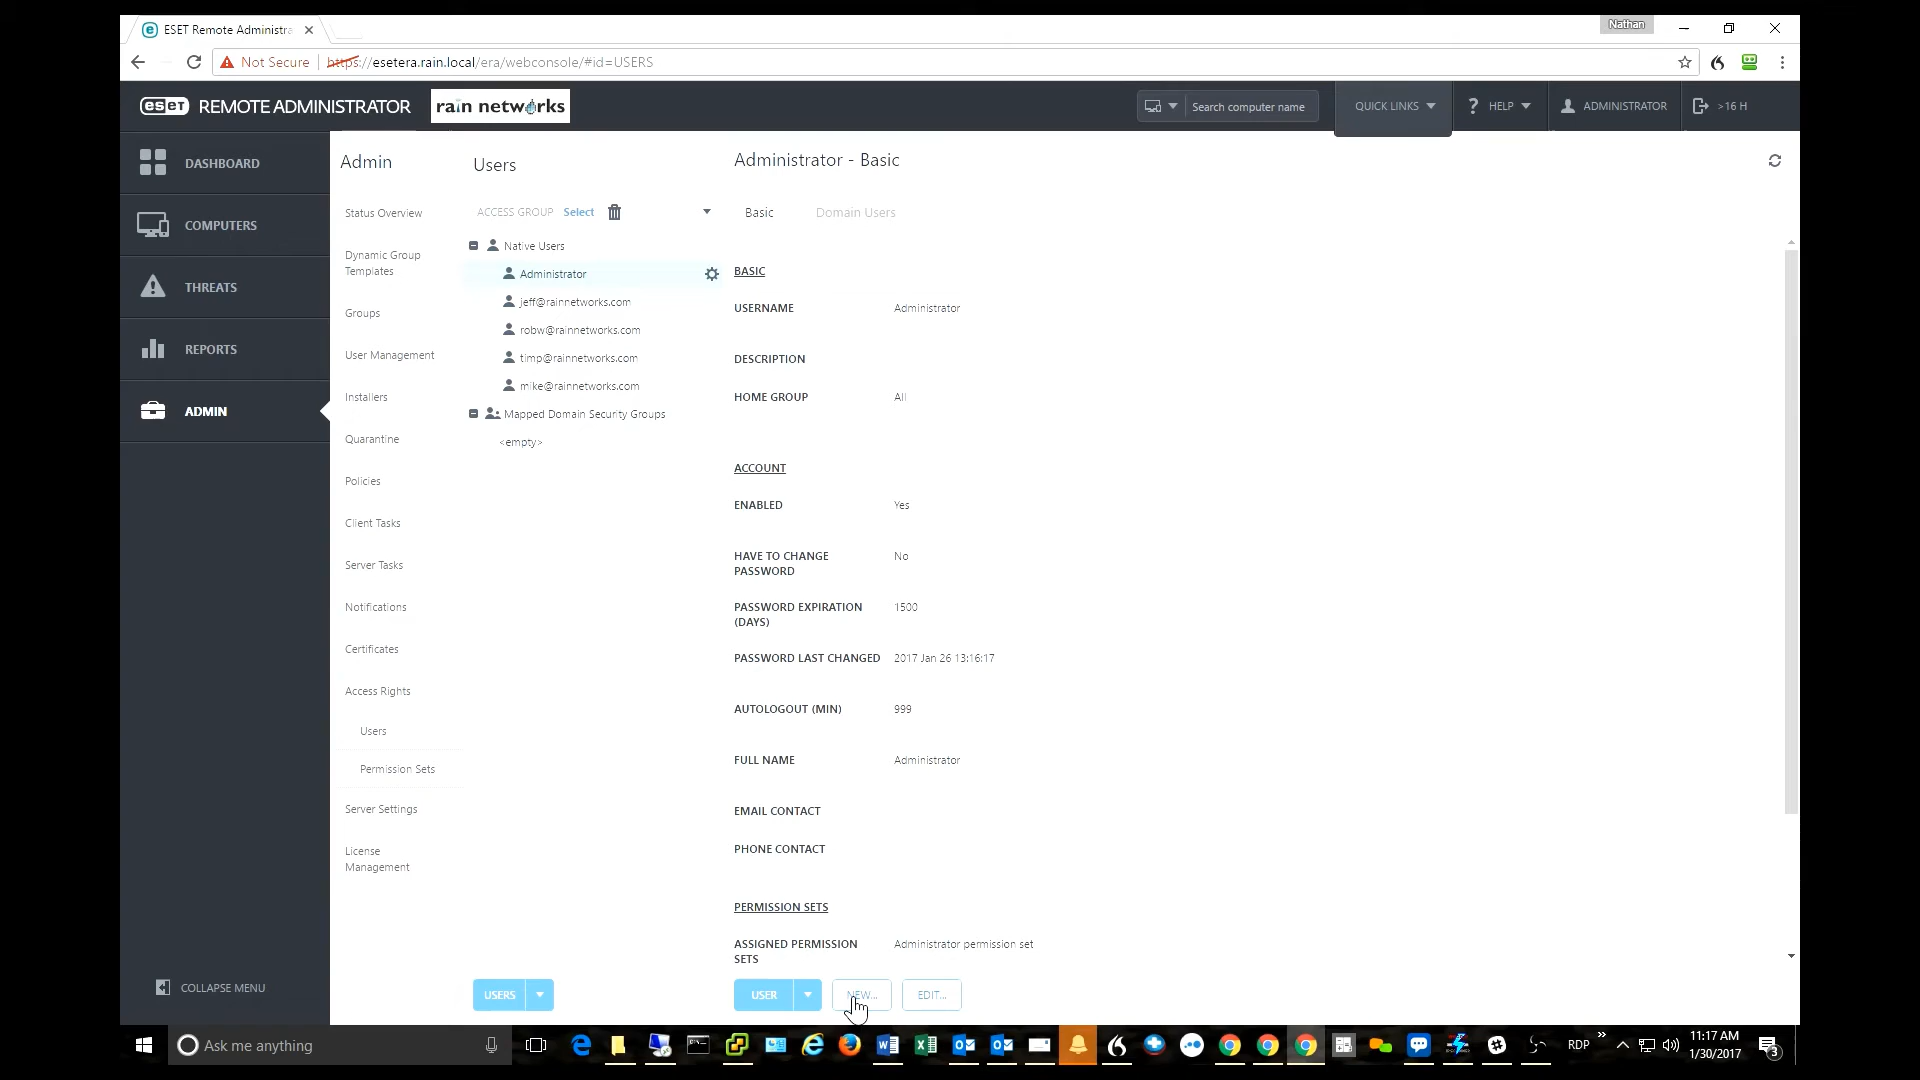 ESET Remote Administra
Nathan
Not Secure
https://esetera.rain.local/era/webconsole/#id=USERS
eset REMOTE ADMINISTRATOR
rain networks
Search computer name
QUICK LINKS
? HELP
ADMINISTRATOR
>16 H
DASHBOARD
COMPUTERS
THREATS
REPORTS
ADMIN
COLLAPSE MENU
Admin
Status Overview
Dynamic Group
Templates
Groups
User Management
Installers
Quarantine
Policies
Client Tasks
Server Tasks
Notifications
Certificates
Access Rights
Users
Permission Sets
Server Settings
License
Management
Users
ACCESS GROUP Select
Native Users
Administrator
jeff@rainnetworks.com
robw@rainnetworks.com
timp@rainnetworks.com
mike@rainnetworks.com
Mapped Domain Security Groups
<empty>
USERS
Administrator - Basic
Basic
Domain Users
BASIC
USERNAME Administrator
DESCRIPTION
HOME GROUP All
ACCOUNT
ENABLED Yes
HAVE TO CHANGE No
PASSWORD
PASSWORD EXPIRATION 1500
(DAYS)
PASSWORD LAST CHANGED 2017 Jan 26 13:16:17
AUTOLOGOUT (MIN) 999
FULL NAME Administrator
EMAIL CONTACT
PHONE CONTACT
PERMISSION SETS
ASSIGNED PERMISSION Administrator permission set
SETS
USER
NEW...
EDIT...
Ask me anything
RDP
11:17 AM
1/30/2017
3